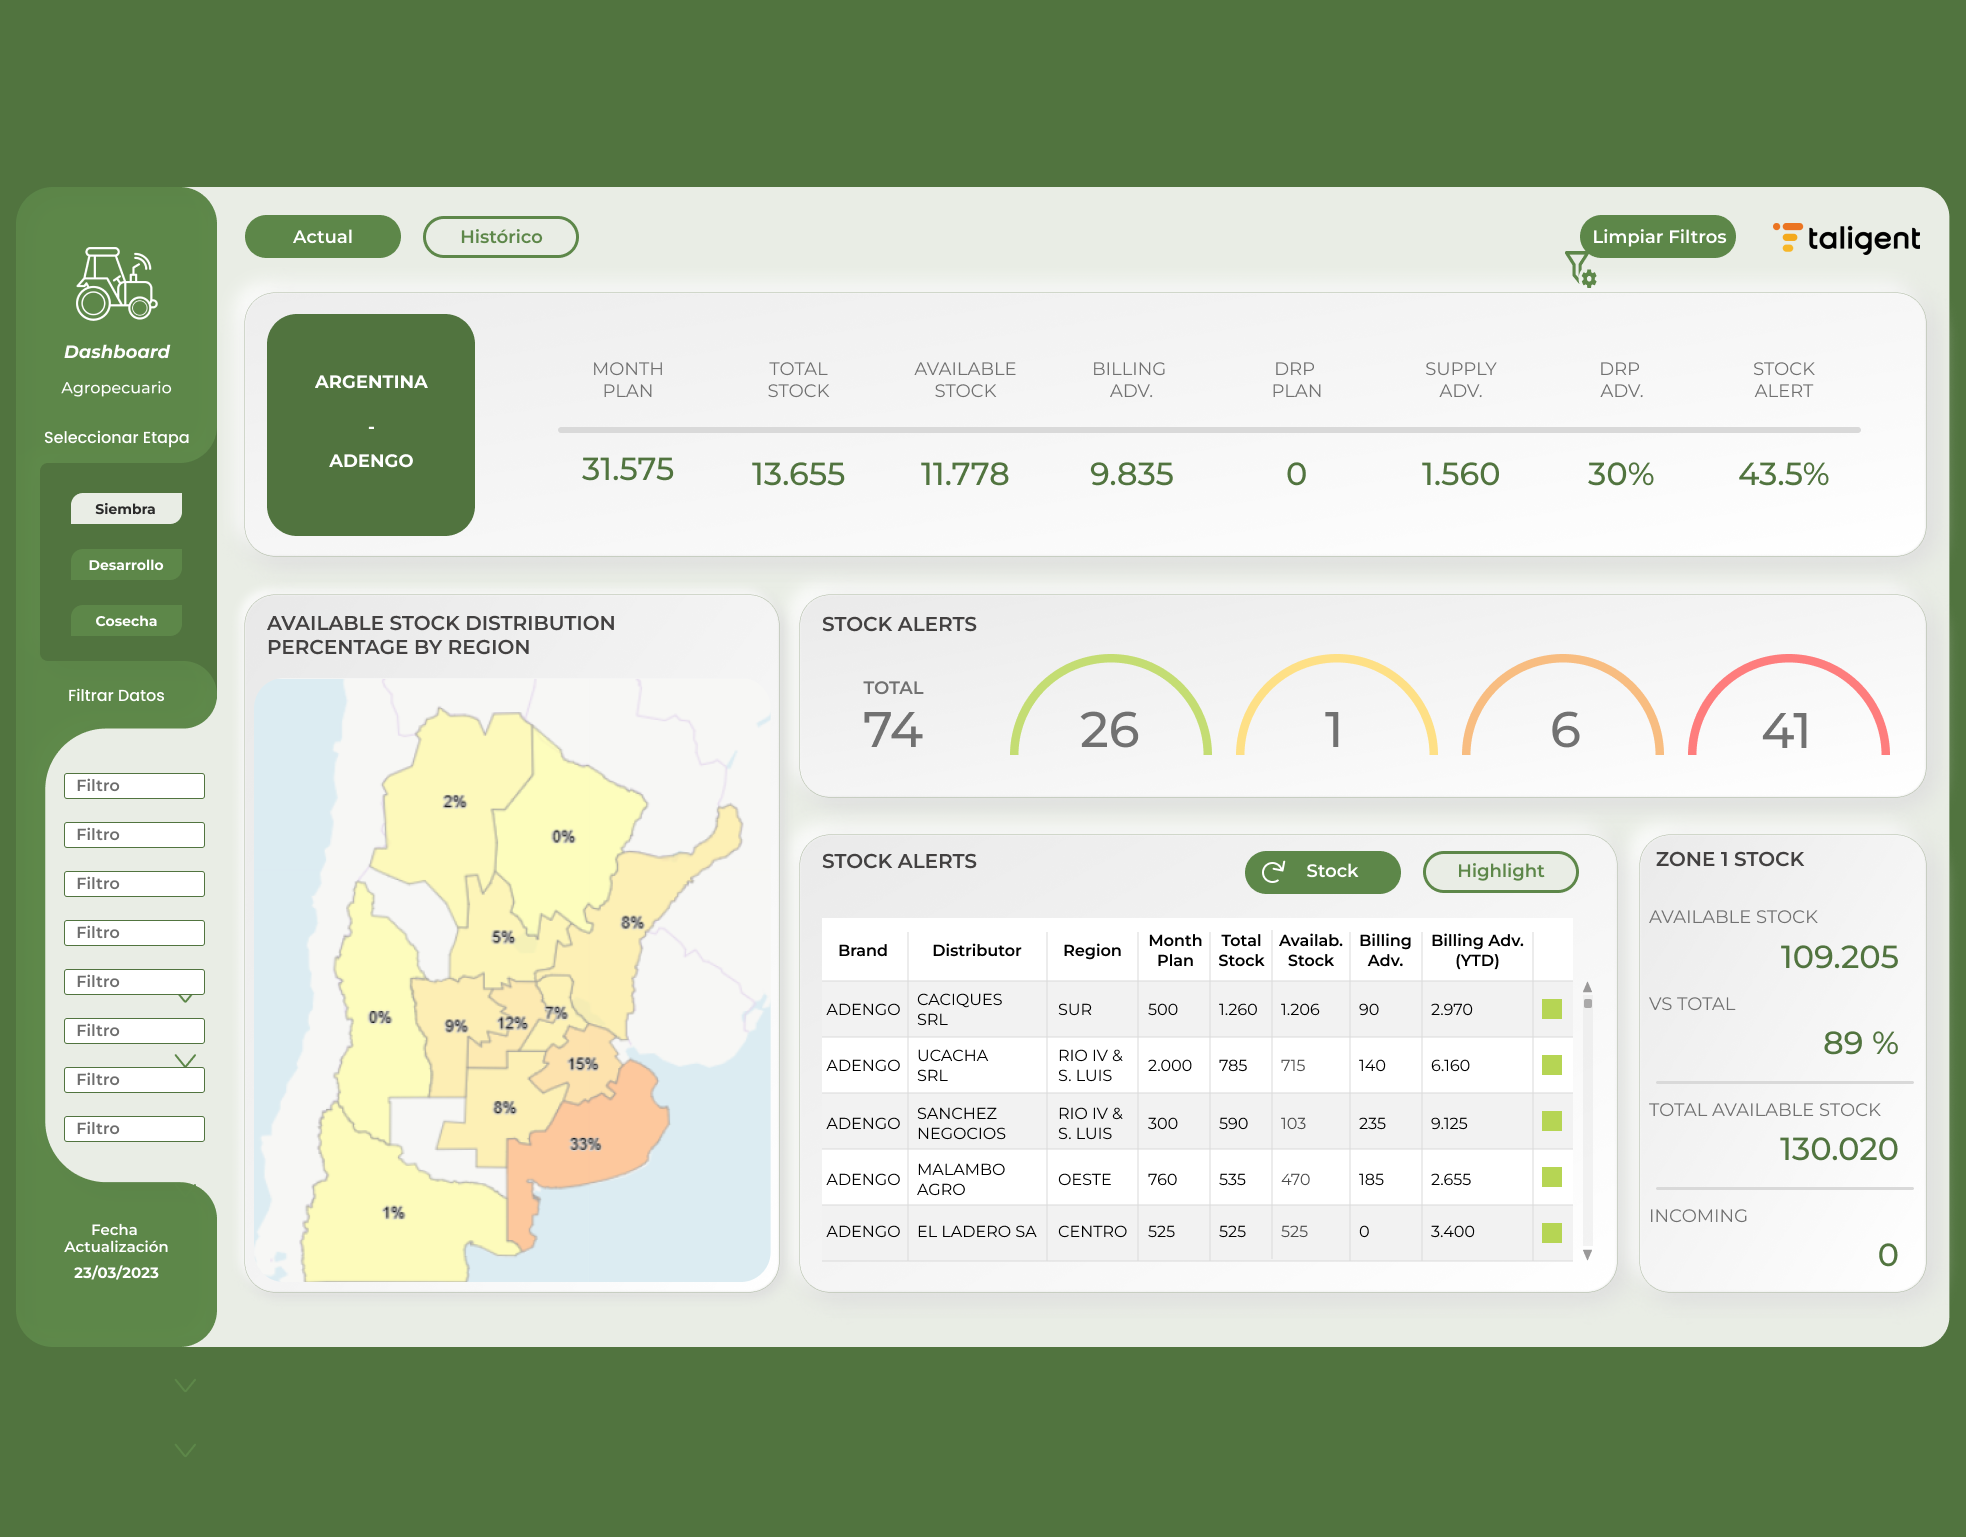 Actual
Histórico
Limpiar Filtros
taligent
Dashboard
Agropecuario
Seleccionar Etapa
Siembra
Desarrollo
Cosecha
Filtrar Datos
Filtro
Filtro
Filtro
Filtro
Filtro
Filtro
Filtro
Filtro
Fecha
Actualización
23/03/2023
ARGENTINA
-
ADENGO
MONTH PLAN
TOTAL STOCK
AVAILABLE STOCK
BILLING ADV.
DRP PLAN
SUPPLY ADV.
DRP ADV.
STOCK ALERT
31.575
13.655
11.778
9.835
0
1.560
30%
43.5%
AVAILABLE STOCK DISTRIBUTION
PERCENTAGE BY REGION
2%
0%
8%
5%
0%
9%
12%
7%
15%
8%
33%
1%
STOCK ALERTS
TOTAL
74
26
1
6
41
STOCK ALERTS
Stock
Highlight
Brand Distributor Region Month Plan Total Stock Availab. Stock Billing Adv. Billing Adv. (YTD)
ADENGO CACIQUES SRL SUR 500 1.260 1.206 90 2.970
ADENGO UCACHA SRL RIO IV & S. LUIS 2.000 785 715 140 6.160
ADENGO SANCHEZ NEGOCIOS RIO IV & S. LUIS 300 590 103 235 9.125
ADENGO MALAMBO AGRO OESTE 760 535 470 185 2.655
ADENGO EL LADERO SA CENTRO 525 525 525 0 3.400
ZONE 1 STOCK
AVAILABLE STOCK
109.205
VS TOTAL
89 %
TOTAL AVAILABLE STOCK
130.020
INCOMING
0